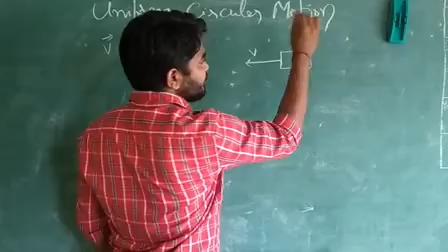 Uniform Circular Motion
v⃗
v